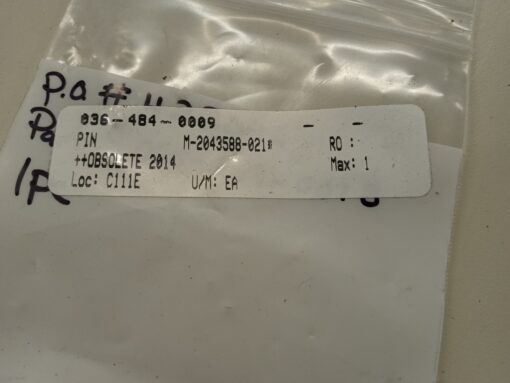 P.O #
036-484-0009 - -
PIN M-2043588-021* RO :
++OBSOLETE 2014 Max: 1
Loc: C111E U/M: EA